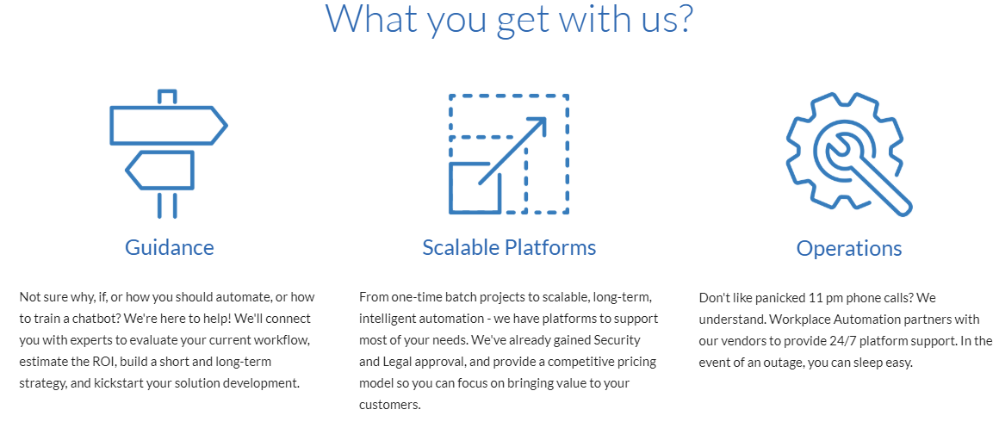 What you get with us?
Guidance
Not sure why, if, or how you should automate, or how
to train a chatbot? We're here to help! We'll connect
you with experts to evaluate your current workflow,
estimate the ROI, build a short and long-term
strategy, and kickstart your solution development.
Scalable Platforms
From one-time batch projects to scalable, long-term,
intelligent automation - we have platforms to support
most of your needs. We've already gained Security
and Legal approval, and provide a competitive pricing
model so you can focus on bringing value to your
customers.
Operations
Don't like panicked 11 pm phone calls? We
understand. Workplace Automation partners with
our vendors to provide 24/7 platform support. In the
event of an outage, you can sleep easy.